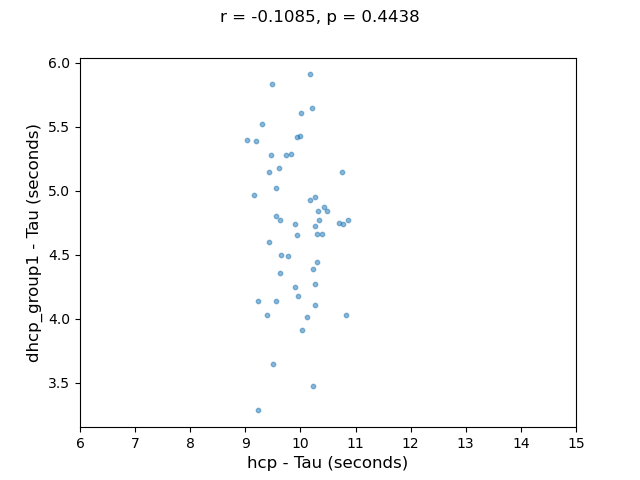 r = -0.1085, p = 0.4438
6.0
5.5
5.0
4.5
4.0
3.5
dhcp_group1 - Tau (seconds)
6 7 8 9 10 11 12 13 14 15
hcp - Tau (seconds)